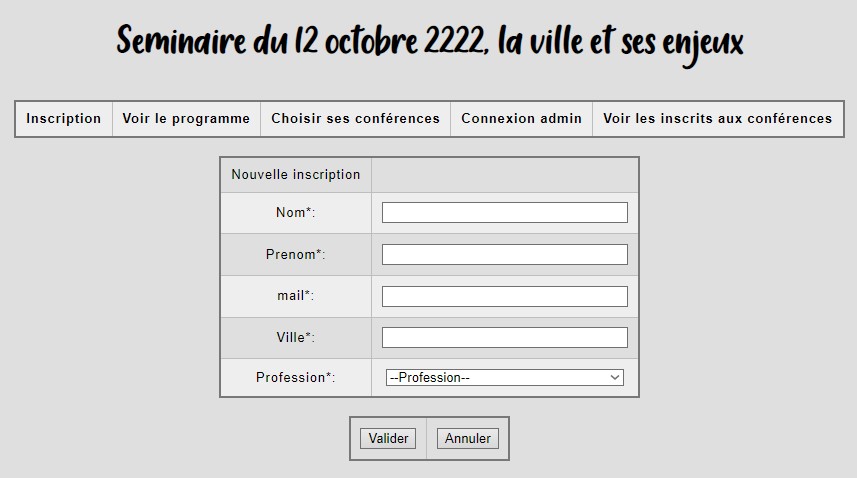 Seminaire du 12 octobre 2222, la ville et ses enjeux
Inscription Voir le programme Choisir ses conférences Connexion admin Voir les inscrits aux conférences
Nouvelle inscription
Nom*:
Prenom*:
mail*:
Ville*:
Profession*: --Profession--
Valider Annuler